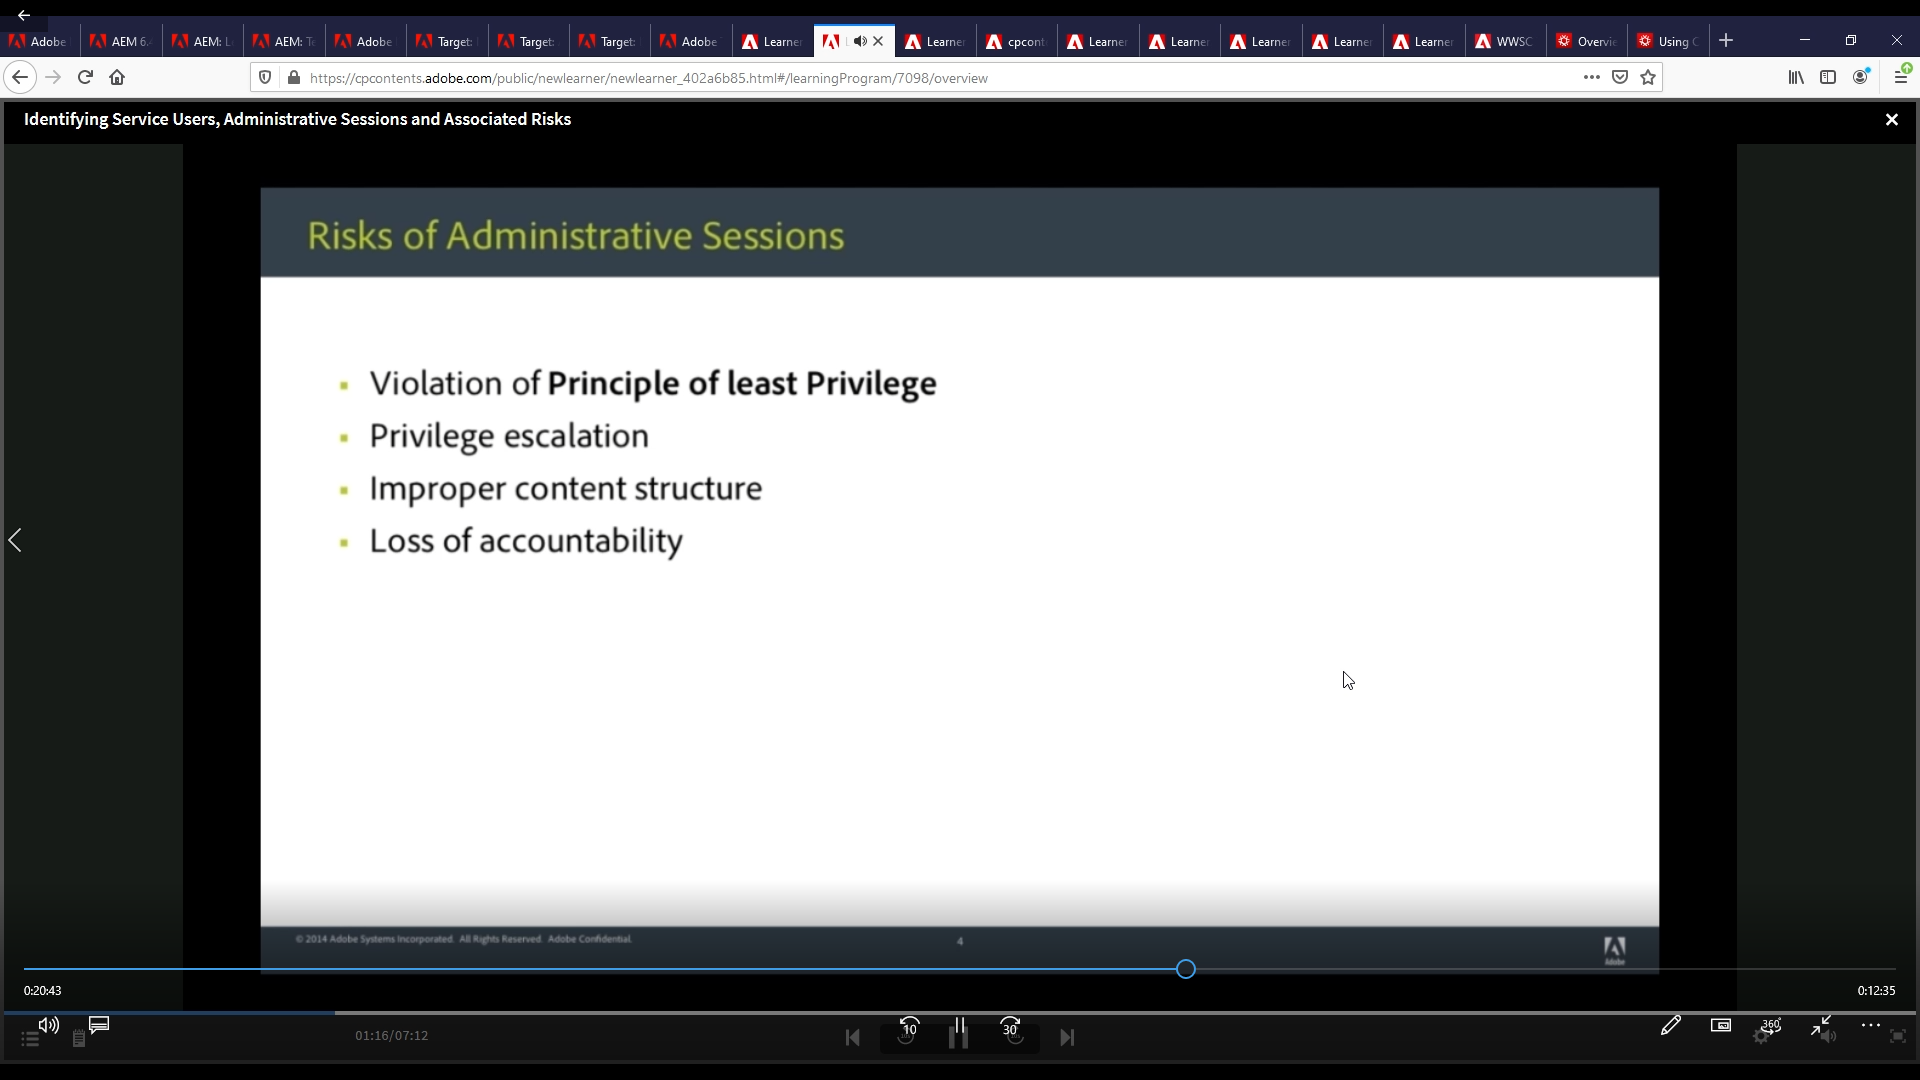 Adobe
AEM 6.
AEM: L
AEM: T
Adobe
Target:
Target:
Target:
Adobe
Learner
Learner
cpcont
Learner
Learner
Learner
Learner
Learner
WWSC
Overvi
Using C
https://cpcontents.adobe.com/public/newlearner/newlearner_402a6b85.html#/learningProgram/7098/overview
Identifying Service Users, Administrative Sessions and Associated Risks
Risks of Administrative Sessions
Violation of Principle of least Privilege
Privilege escalation
Improper content structure
Loss of accountability
© 2014 Adobe Systems Incorporated. All Rights Reserved. Adobe Confidential.
4
Adobe
0:20:43
0:12:35
01:16/07:12
10
30
360°